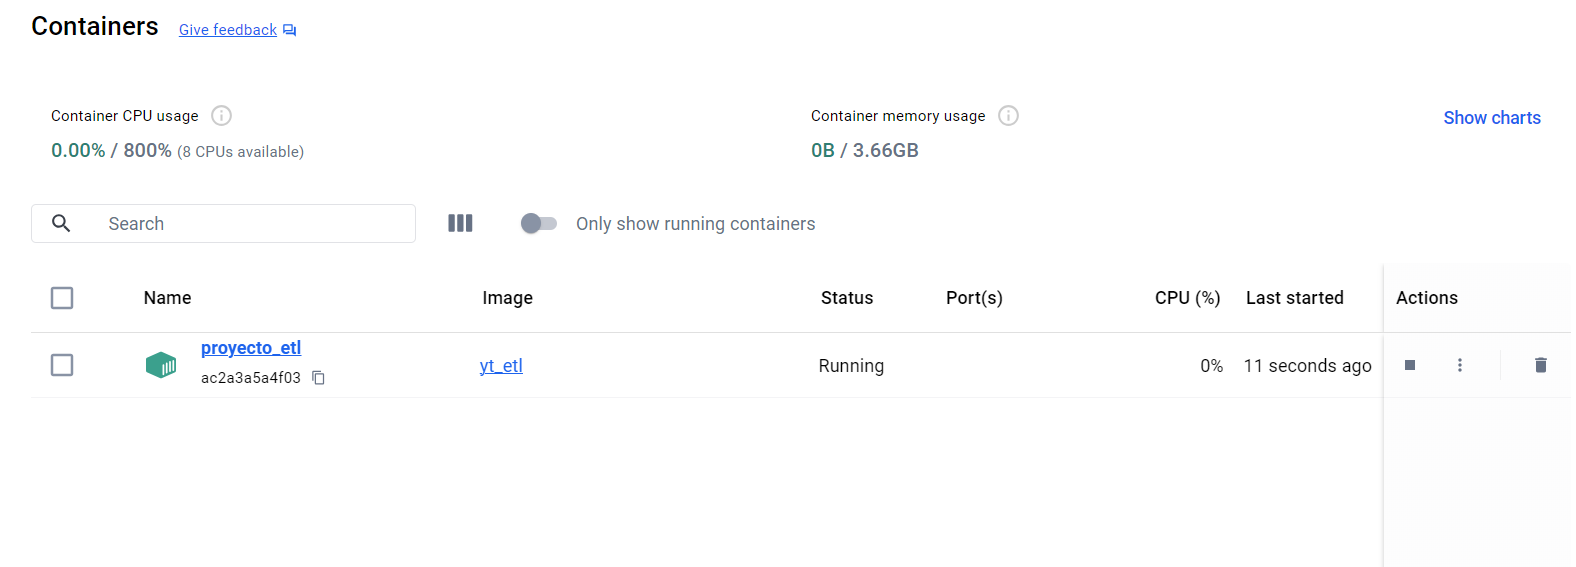 Containers Give feedback
Container CPU usage
0.00% / 800% (8 CPUs available)
Container memory usage
0B / 3.66GB
Show charts
Search
Only show running containers
Name Image Status Port(s) CPU (%) Last started Actions
proyecto_etl
ac2a3a5a4f03
yt_etl Running 0% 11 seconds ago